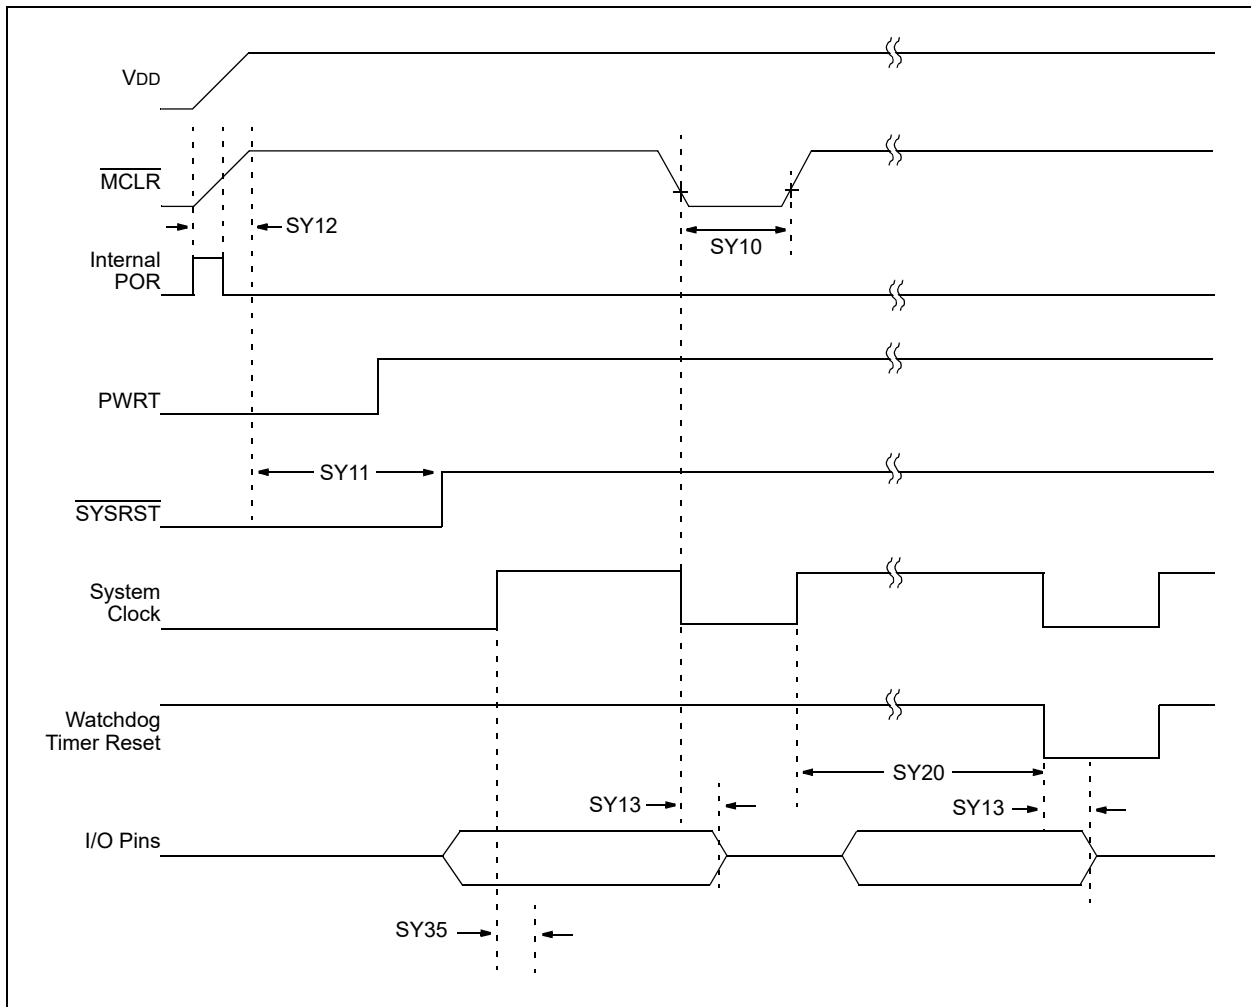 VDD
MCLR
SY12
SY10
Internal
POR
PWRT
SY11
SYSRST
System
Clock
Watchdog
Timer Reset
SY20
SY13
SY13
I/O Pins
SY35